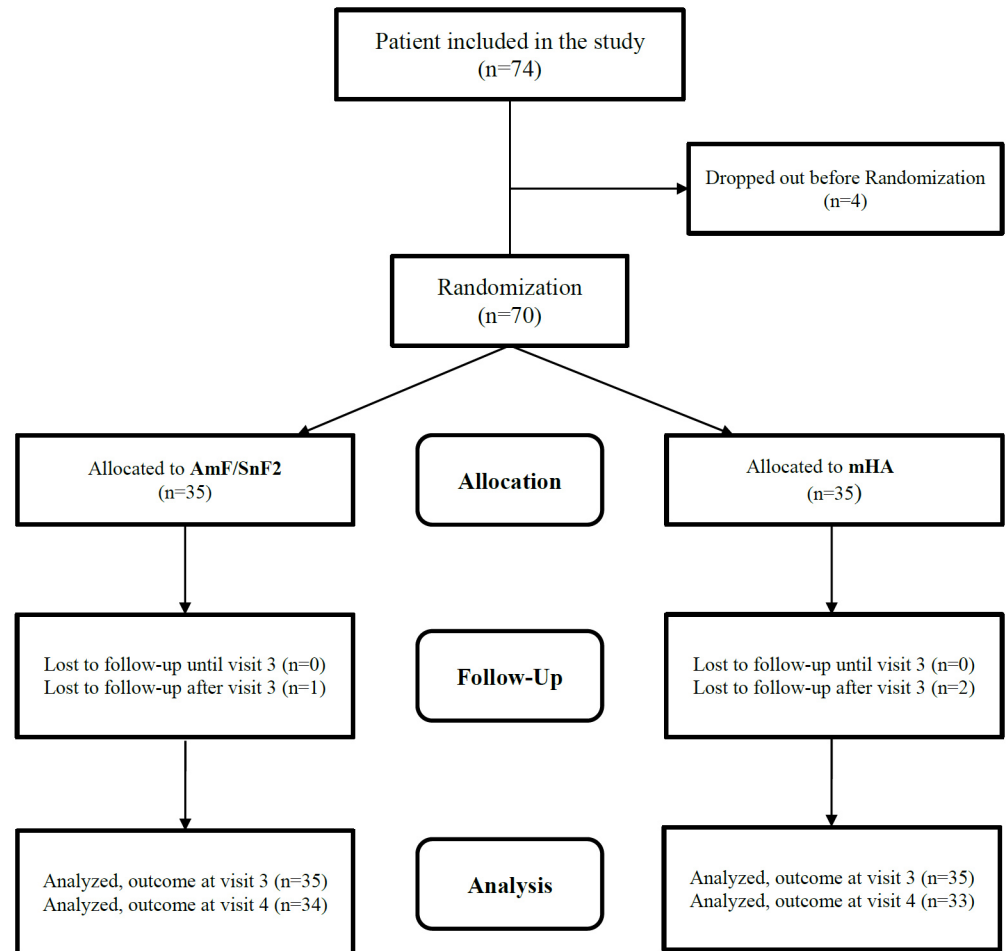 Patient included in the study
(n=74)
Dropped out before Randomization
(n=4)
Randomization
(n=70)
Allocated to AmF/SnF2
(n=35)
Allocation
Allocated to mHA
(n=35)
Lost to follow-up until visit 3 (n=0)
Lost to follow-up after visit 3 (n=1)
Follow-Up
Lost to follow-up until visit 3 (n=0)
Lost to follow-up after visit 3 (n=2)
Analyzed, outcome at visit 3 (n=35)
Analyzed, outcome at visit 4 (n=34)
Analysis
Analyzed, outcome at visit 3 (n=35)
Analyzed, outcome at visit 4 (n=33)